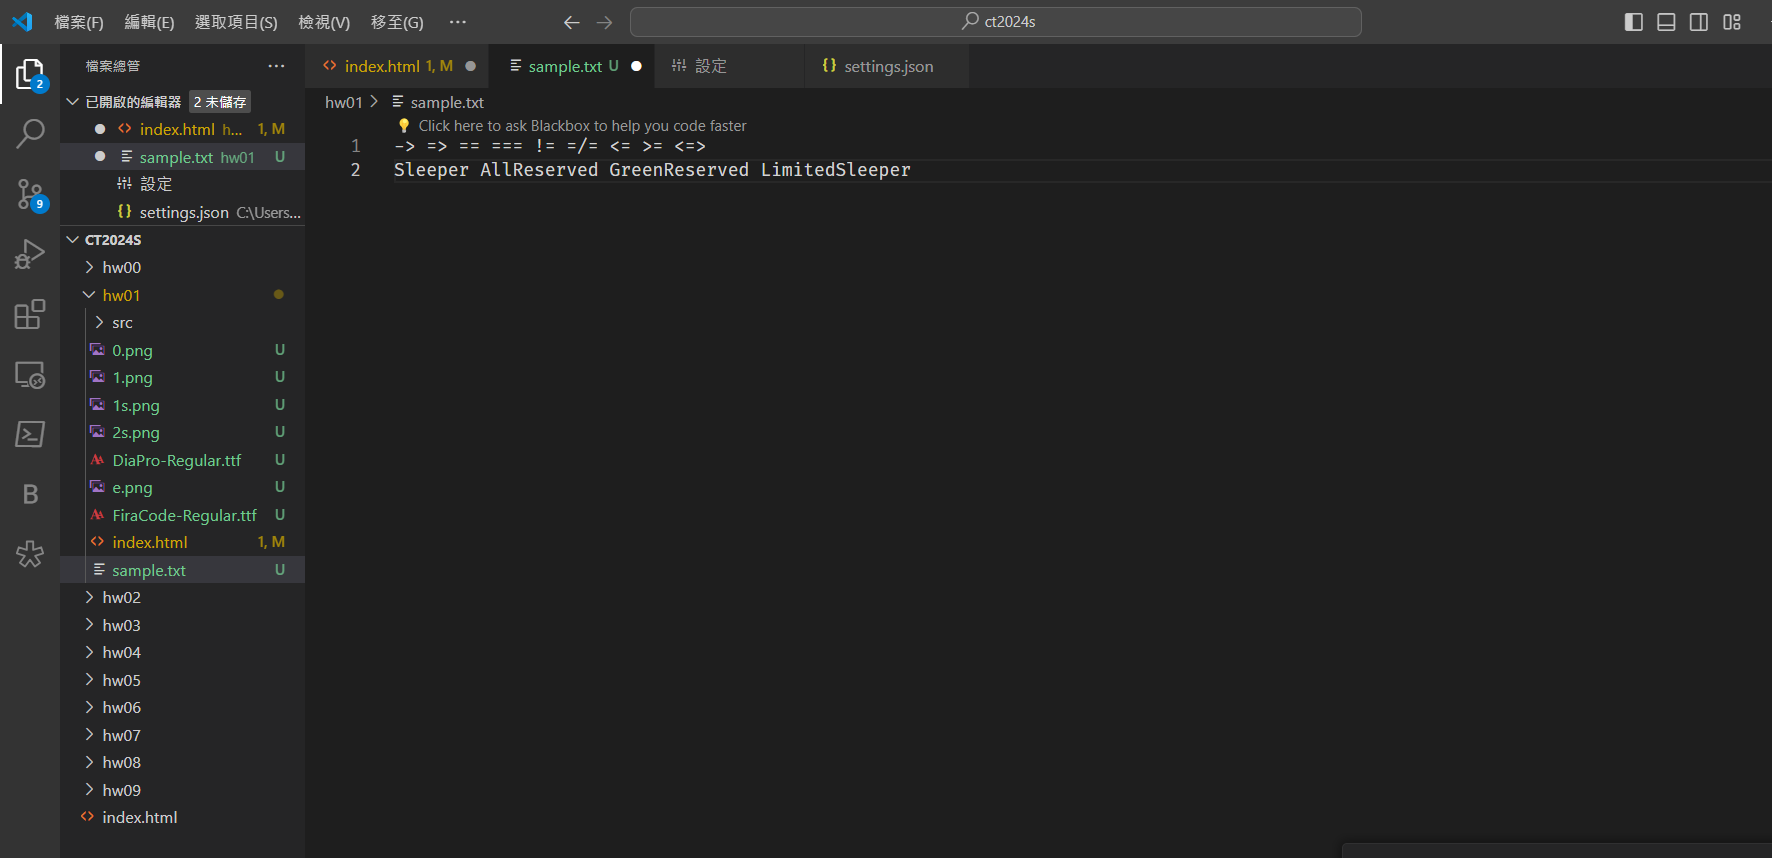 檔案(F) 編輯(E) 選取項目(S) 檢視(V) 移至(G) ··· ct2024s
檔案總管 ···
index.html 1, M sample.txt U 設定 {} settings.json
已開啟的編輯器 2 未儲存
index.html h... 1, M
sample.txt hw01 U
設定
{} settings.json C:\Users...
CT2024S
hw00
hw01
src
0.png U
1.png U
1s.png U
2s.png U
DiaPro-Regular.ttf U
e.png U
FiraCode-Regular.ttf U
index.html 1, M
sample.txt U
hw02
hw03
hw04
hw05
hw06
hw07
hw08
hw09
index.html
2
9
B
hw01 > sample.txt
Click here to ask Blackbox to help you code faster
1 -> => == === != =/= <= >= <=>
2 Sleeper AllReserved GreenReserved LimitedSleeper